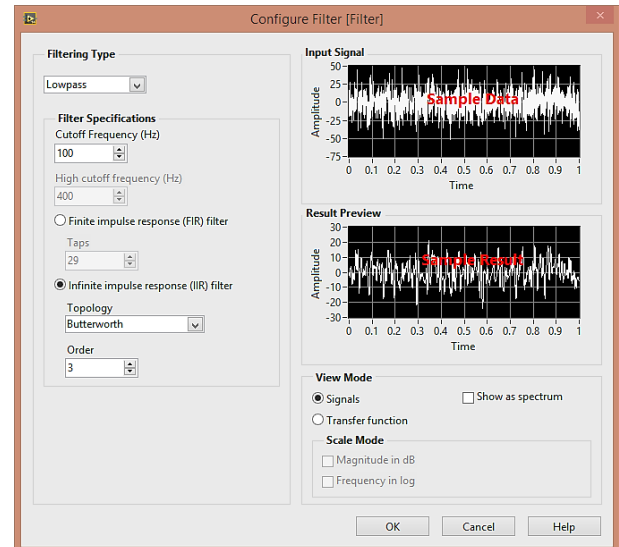 Configure Filter [Filter]
Filtering Type
Lowpass
Filter Specifications
Cutoff Frequency (Hz)
100
High cutoff frequency (Hz)
400
Finite impulse response (FIR) filter
Taps
29
Infinite impulse response (IIR) filter
Topology
Butterworth
Order
3
Input Signal
50
25
0
-25
-50
-75
Amplitude
Sample Data
0 0.1 0.2 0.3 0.4 0.5 0.6 0.7 0.8 0.9 1
Time
Result Preview
30
20
10
0
-10
-20
-30
Amplitude
Sample Result
0 0.1 0.2 0.3 0.4 0.5 0.6 0.7 0.8 0.9 1
Time
View Mode
Signals
Show as spectrum
Transfer function
Scale Mode
Magnitude in dB
Frequency in log
OK Cancel Help